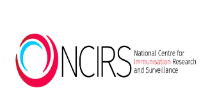 NCIRS
National Centre for
Immunisation Research
and Surveillance